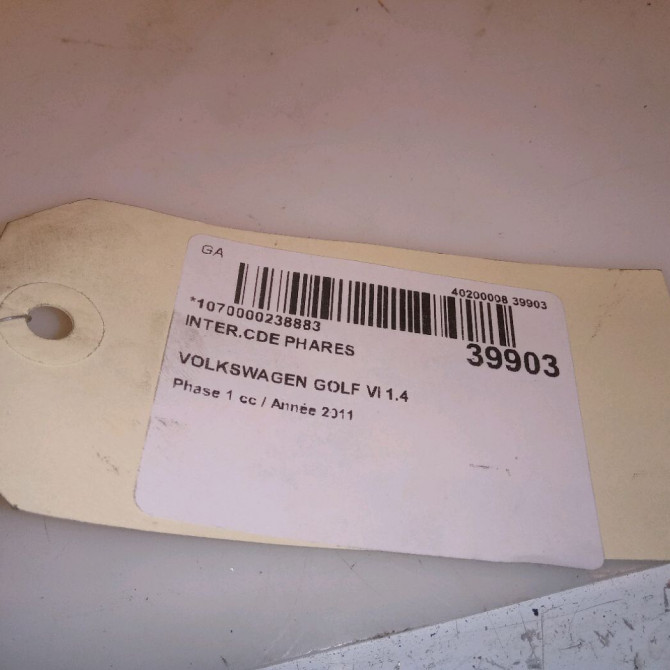 GA
40200008 39903
*1070000238883
INTER.CDE PHARES
39903
VOLKSWAGEN GOLF VI 1.4
Phase 1 cc / Année 2011